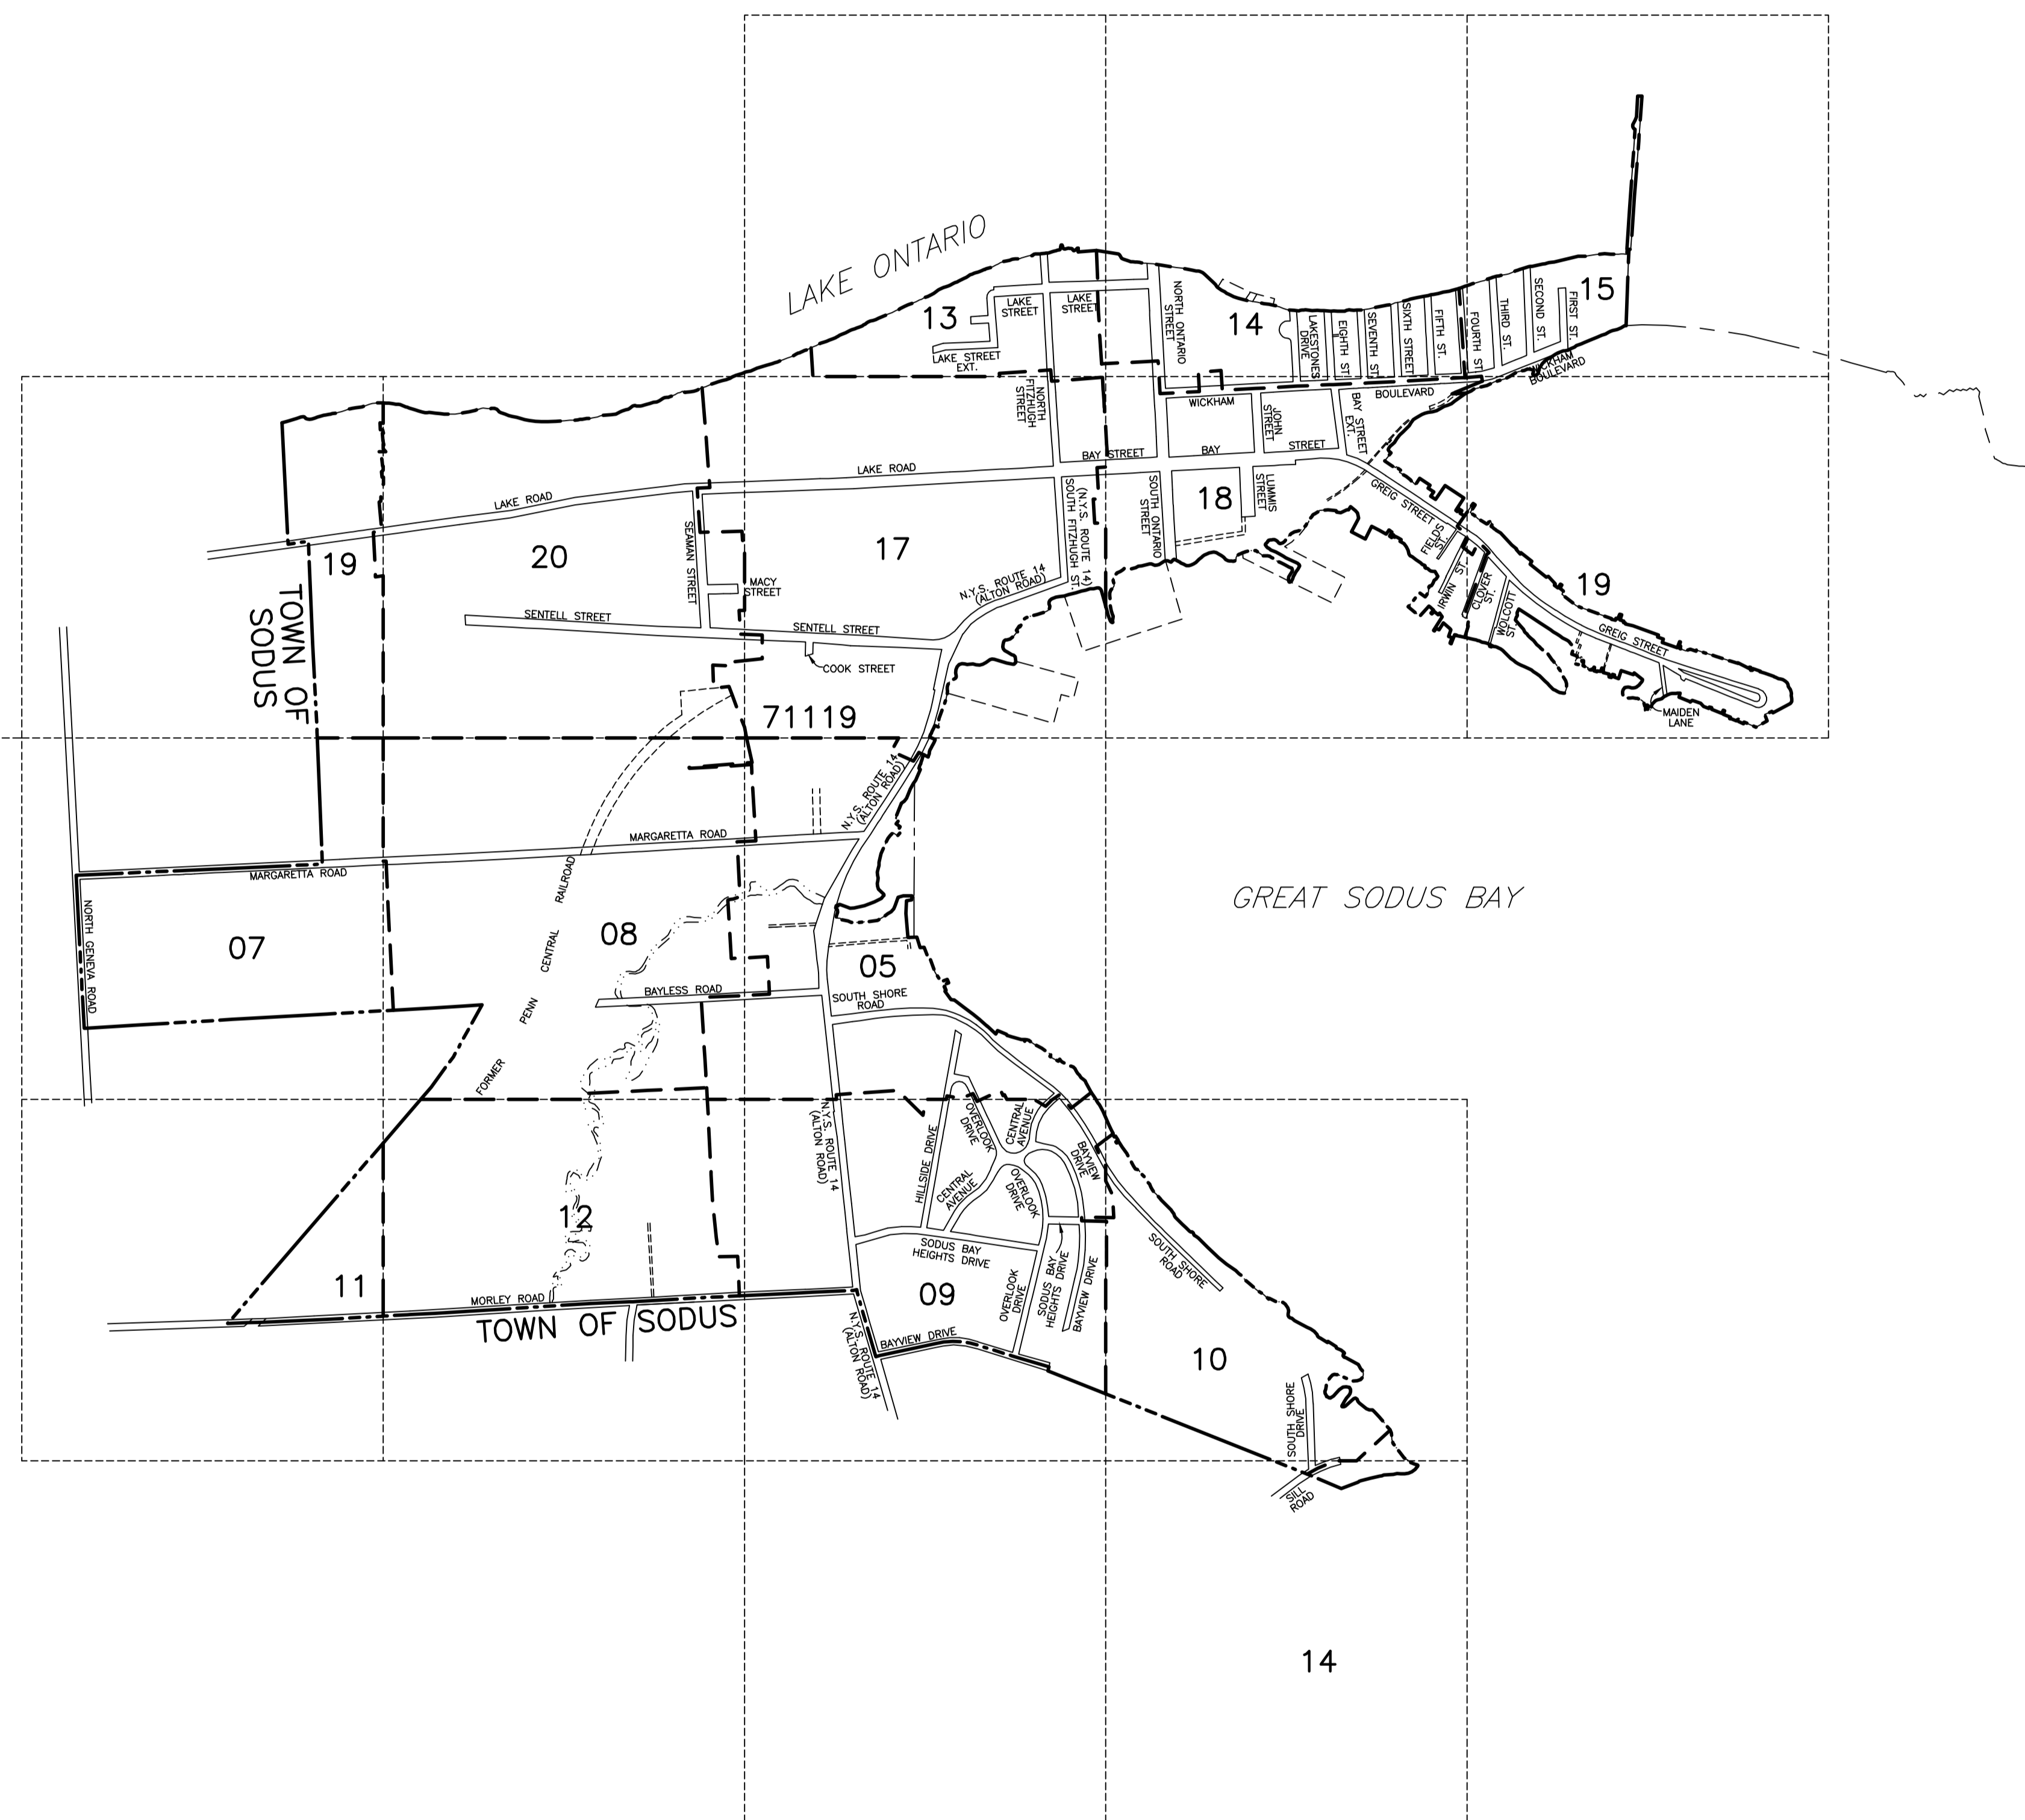 LAKE ONTARIO
13
LAKE
STREET
LAKE
STREET
LAKE STREET
EXT.
NORTH ONTARIO
STREET
14
LAKESTONES
DRIVE
EIGHTH ST.
SEVENTH ST.
SIXTH STREET
FIFTH ST.
FOURTH ST.
THIRD ST.
SECOND ST.
FIRST ST.
15
WICKHAM
BOULEVARD
NORTH
FITZHUGH
STREET
WICKHAM
BOULEVARD
JOHN
STREET
BAY STREET
EXT.
LAKE ROAD
BAY STREET
BAY
STREET
LAKE ROAD
SEAMAN STREET
17
(N.Y.S. ROUTE 14)
SOUTH FITZHUGH ST.
SOUTH ONTARIO
STREET
18
LUMMIS
STREET
GREIG STREET
FIELDS
ST.
IRWIN ST.
CLOVER
ST.
WOLCOTT
ST.
19
GREIG STREET
MAIDEN
LANE
19
20
TOWN OF
SODUS
MACY
STREET
N.Y.S. ROUTE 14
(ALTON ROAD)
SENTELL STREET
SENTELL STREET
COOK STREET
71119
N.Y.S. ROUTE 14
(ALTON ROAD)
MARGARETTA ROAD
MARGARETTA ROAD
NORTH GENEVA ROAD
07
FORMER PENN CENTRAL RAILROAD
08
GREAT SODUS BAY
05
BAYLESS ROAD
SOUTH SHORE
ROAD
N.Y.S. ROUTE 14
(ALTON ROAD)
OVERLOOK
DRIVE
CENTRAL
AVENUE
HILLSIDE DRIVE
CENTRAL
AVENUE
OVERLOOK
DRIVE
BAYVIEW
DRIVE
SODUS BAY
HEIGHTS DRIVE
SOUTH SHORE
ROAD
12
11
MORLEY ROAD
TOWN OF SODUS
09
OVERLOOK
DRIVE
SODUS BAY
HEIGHTS DRIVE
BAYVIEW DRIVE
BAYVIEW DRIVE
N.Y.S. ROUTE 14
(ALTON ROAD)
10
SOUTH SHORE
DRIVE
SILL
ROAD
14